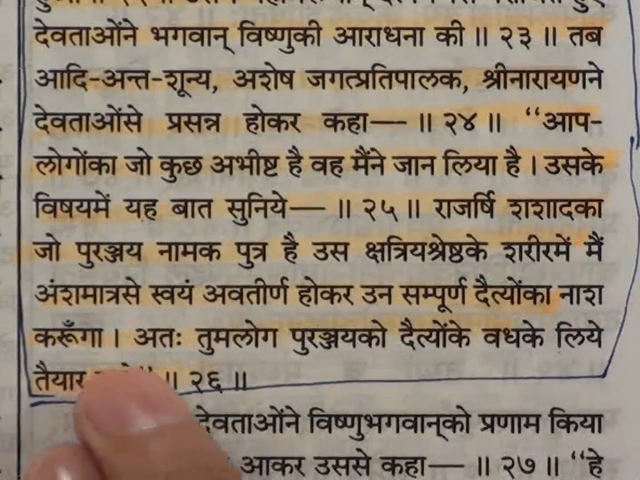 देवताओंने भगवान् विष्णुकी आराधना की ॥ २३ ॥ तब
आदि-अन्त-शून्य, अशेष जगत्प्रतिपालक, श्रीनारायणने
देवताओंसे प्रसन्न होकर कहा— ॥ २४ ॥ “आप-
लोगोंका जो कुछ अभीष्ट है वह मैंने जान लिया है । उसके
विषयमें यह बात सुनिये— ॥ २५ ॥ राजर्षि शशादका
जो पुरञ्जय नामक पुत्र है उस क्षत्रियश्रेष्ठके शरीरमें मैं
अंशमात्रसे स्वयं अवतीर्ण होकर उन सम्पूर्ण दैत्योंका नाश
करूँगा । अतः तुमलोग पुरञ्जयको दैत्योंके वधके लिये
तैयार ॥ २६ ॥
देवताओंने विष्णुभगवान्‌को प्रणाम किया
आकर उससे कहा— ॥ २७ ॥ “हे